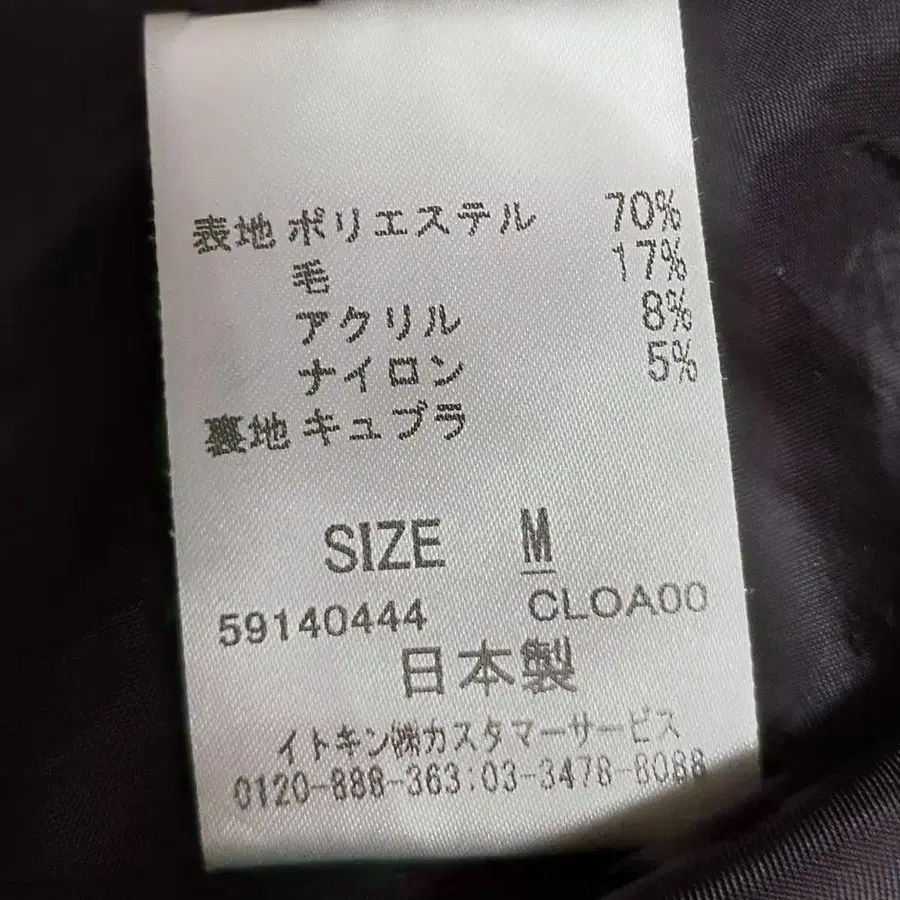 表地 ポリエステル 70%
毛 17%
アクリル 8%
ナイロン 5%
裏地 キュプラ
SIZE M
59140444 CLOA00
日本製
イトキン㈱カスタマーサービス
0120-888-363:03-3478-8088